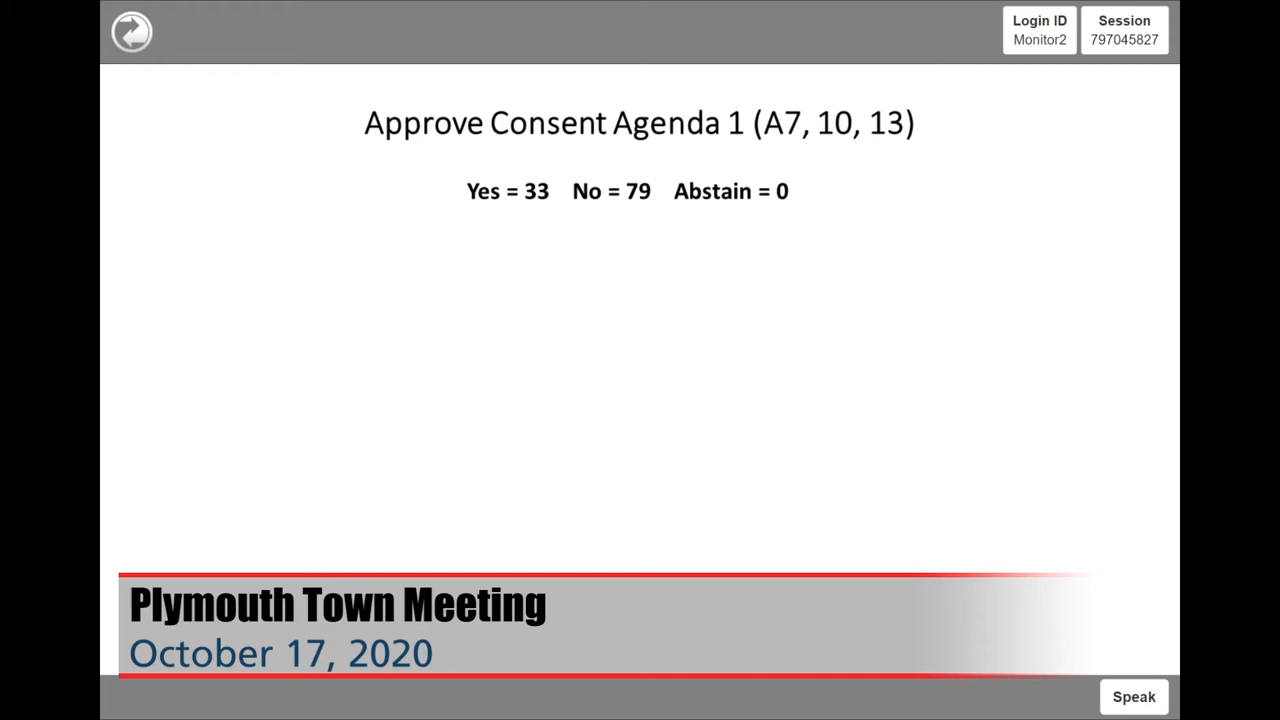 Login ID
Monitor2
Session
797045827
Approve Consent Agenda 1 (A7, 10, 13)
Yes = 33 No = 79 Abstain = 0
Plymouth Town Meeting
October 17, 2020
Speak